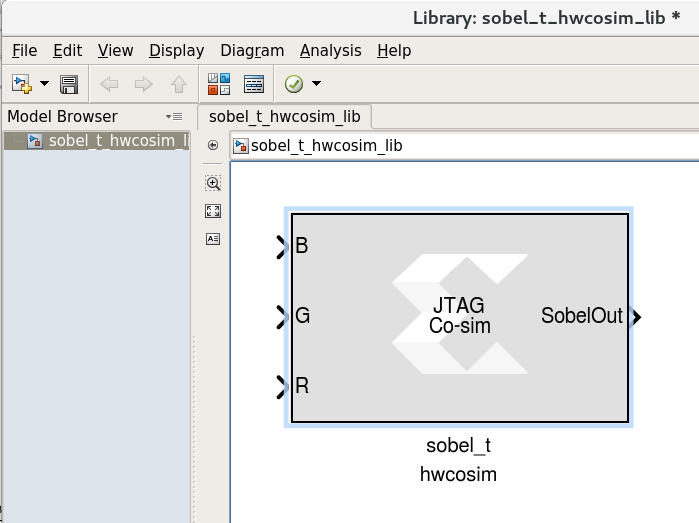 Library: sobel_t_hwcosim_lib *
File Edit View Display Diagram Analysis Help
Model Browser
sobel_t_hwcosim_lib
sobel_t_hwcosim_li
sobel_t_hwcosim_lib
B
JTAG
G
Co-sim
SobelOut
R
sobel_t
hwcosim